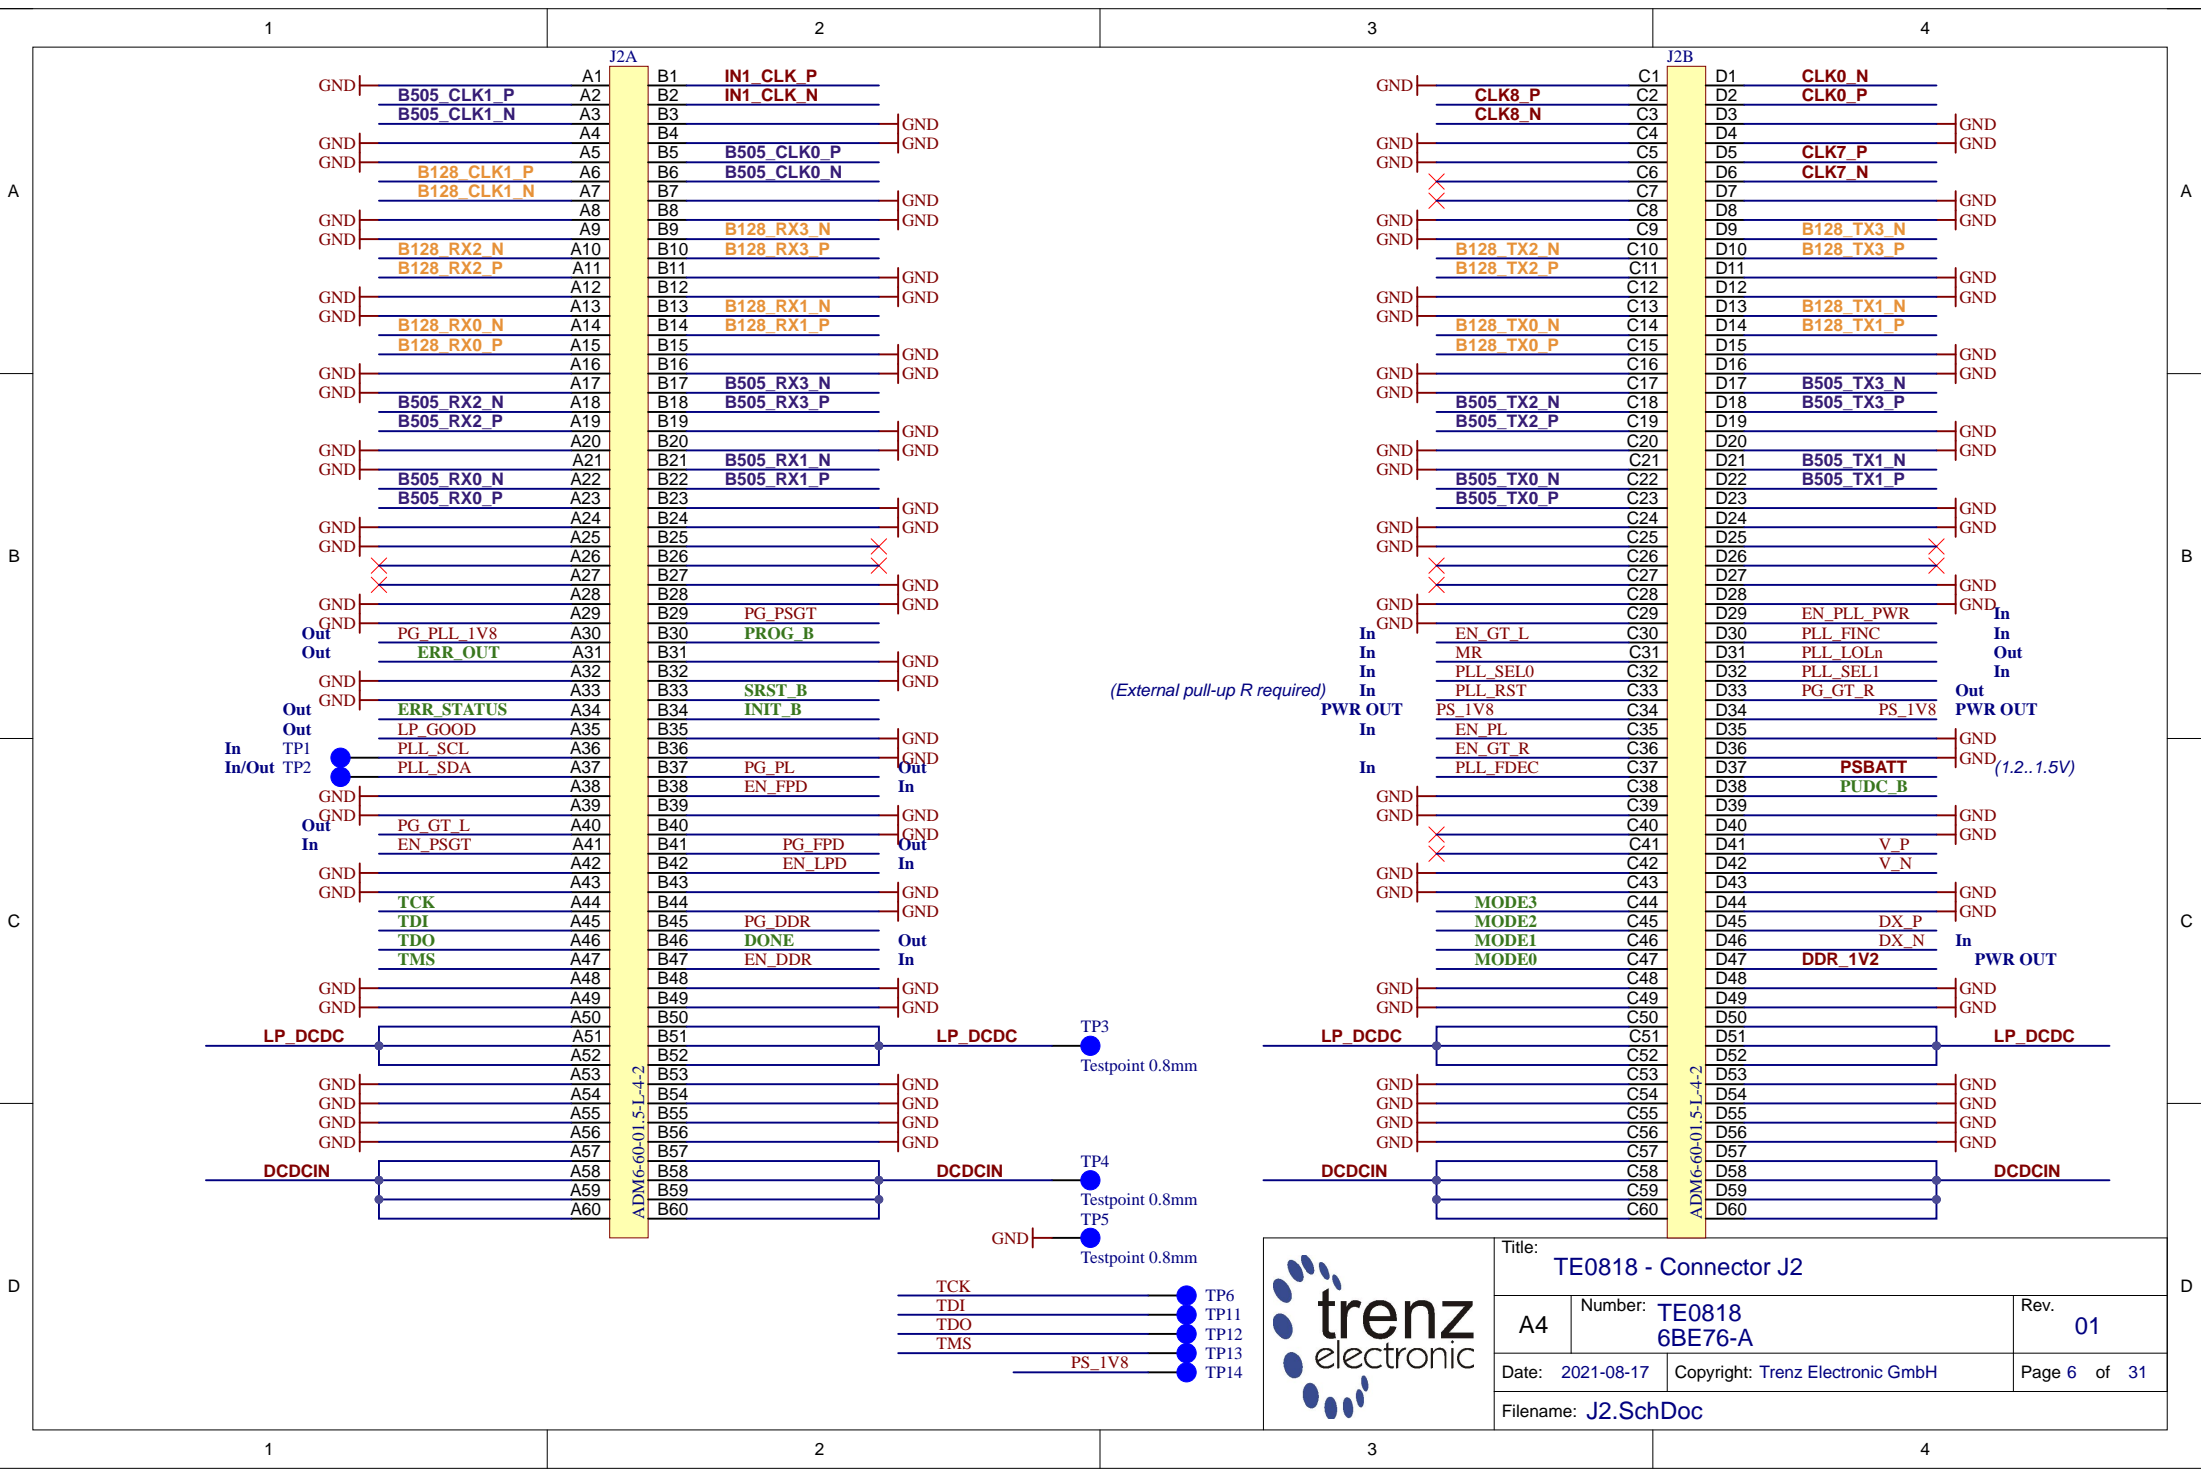 1 2 3 4
J2A J2B
GND A1 B1 IN1_CLK_P GND C1 D1 CLK0_N
B505_CLK1_P A2 B2 IN1_CLK_N CLK8_P C2 D2 CLK0_P
B505_CLK1_N A3 B3 GND CLK8_N C3 D3 GND
GND A4 B4 GND GND C4 D4 GND
GND A5 B5 B505_CLK0_P GND C5 D5 CLK7_P
B128_CLK1_P A6 B6 B505_CLK0_N C6 D6 CLK7_N
A B128_CLK1_N A7 B7 GND C7 D7 GND A
GND A8 B8 GND GND C8 D8 GND
GND A9 B9 B128_RX3_N GND C9 D9 B128_TX3_N
B128_RX2_N A10 B10 B128_RX3_P B128_TX2_N C10 D10 B128_TX3_P
B128_RX2_P A11 B11 GND B128_TX2_P C11 D11 GND
GND A12 B12 GND GND C12 D12 GND
GND A13 B13 B128_RX1_N GND C13 D13 B128_TX1_N
B128_RX0_N A14 B14 B128_RX1_P B128_TX0_N C14 D14 B128_TX1_P
B128_RX0_P A15 B15 GND B128_TX0_P C15 D15 GND
GND A16 B16 GND GND C16 D16 GND
GND A17 B17 B505_RX3_N GND C17 D17 B505_TX3_N
B505_RX2_N A18 B18 B505_RX3_P B505_TX2_N C18 D18 B505_TX3_P
B505_RX2_P A19 B19 GND B505_TX2_P C19 D19 GND
GND A20 B20 GND GND C20 D20 GND
GND A21 B21 B505_RX1_N GND C21 D21 B505_TX1_N
B505_RX0_N A22 B22 B505_RX1_P B505_TX0_N C22 D22 B505_TX1_P
B505_RX0_P A23 B23 GND B505_TX0_P C23 D23 GND
GND A24 B24 GND GND C24 D24 GND
GND A25 B25 GND C25 D25
B A26 B26 C26 D26 B
A27 B27 GND C27 D27 GND
GND A28 B28 GND GND C28 D28 GND
GND A29 B29 PG_PSGT GND C29 D29 EN_PLL_PWR In
Out PG_PLL_1V8 A30 B30 PROG_B In EN_GT_L C30 D30 PLL_FINC In
Out ERR_OUT A31 B31 GND In MR C31 D31 PLL_LOLn Out
GND A32 B32 GND In PLL_SEL0 C32 D32 PLL_SEL1 In
GND A33 B33 SRST_B (External pull-up R required) In PLL_RST C33 D33 PG_GT_R Out
Out ERR_STATUS A34 B34 INIT_B PWR OUT PS_1V8 C34 D34 PS_1V8 PWR OUT
Out LP_GOOD A35 B35 GND In EN_PL C35 D35 GND
In TP1 PLL_SCL A36 B36 GND EN_GT_R C36 D36 GND
In/Out TP2 PLL_SDA A37 B37 PG_PL Out In PLL_FDEC C37 D37 PSBATT (1.2..1.5V)
GND A38 B38 EN_FPD In GND C38 D38 PUDC_B
GND A39 B39 GND GND C39 D39 GND
Out PG_GT_L A40 B40 GND C40 D40 GND
In EN_PSGT A41 B41 PG_FPD Out C41 D41 V_P
GND A42 B42 EN_LPD In GND C42 D42 V_N
GND A43 B43 GND GND C43 D43 GND
TCK A44 B44 GND MODE3 C44 D44 GND
C TDI A45 B45 PG_DDR MODE2 C45 D45 DX_P C
TDO A46 B46 DONE Out MODE1 C46 D46 DX_N In
TMS A47 B47 EN_DDR In MODE0 C47 D47 DDR_1V2 PWR OUT
GND A48 B48 GND GND C48 D48 GND
GND A49 B49 GND GND C49 D49 GND
A50 B50 C50 D50
LP_DCDC A51 B51 LP_DCDC TP3 LP_DCDC C51 D51 LP_DCDC
A52 B52 Testpoint 0.8mm C52 D52
GND A53 B53 GND GND C53 D53 GND
GND A54 B54 GND GND C54 D54 GND
GND A55 B55 GND GND C55 D55 GND
GND A56 B56 GND GND C56 D56 GND
A57 B57 C57 D57
DCDCIN A58 B58 DCDCIN TP4 DCDCIN C58 D58 DCDCIN
A59 B59 Testpoint 0.8mm C59 D59
A60 B60 C60 D60
ADM6-60-01.5-L-4-2 ADM6-60-01.5-L-4-2
TP5
GND
Testpoint 0.8mm
TCK TP6
TDI TP11
TDO TP12
TMS TP13
PS_1V8 TP14
D D
trenz
electronic
Title:
TE0818 - Connector J2
A4 Number: TE0818
6BE76-A
Rev.
01
Date: 2021-08-17 Copyright: Trenz Electronic GmbH Page 6 of 31
Filename: J2.SchDoc
1 2 3 4